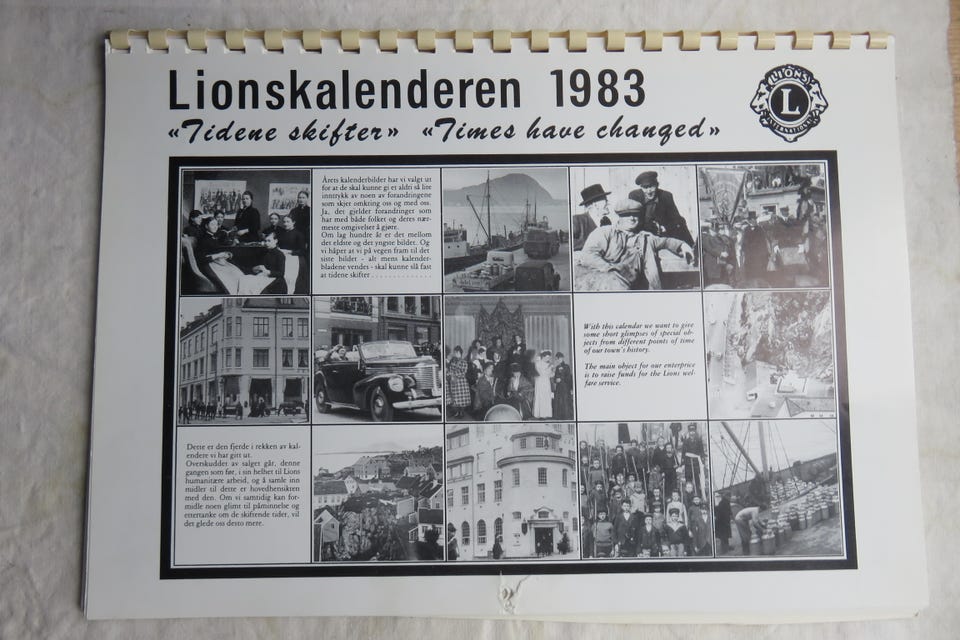 Lionskalenderen 1983
«Tidene skifter» «Times have changed»
LIONS
L
INTERNATIONAL
Årets kalenderbilder har vi valgt ut
for at de skal kunne gi et aldri så lite
inntrykk av noen av forandringene
som skjer omkring oss og med oss.
Ja, det gjelder forandringer som
har med både folket og deres nær-
meste omgivelser å gjøre.
Om lag hundre år er det mellom
det eldste og det yngste bildet. Og
vi håper at vi på vegen fram til det
siste bildet - alt mens kalender-
bladene vendes - skal kunne slå fast
at tidene skifter . . . . . . . . . . . . . .
With this calendar we want to give
some short glimpses of special ob-
jects from different points of time
of our town's history.
The main object for our enterprice
is to raise funds for the Lions wel-
fare service.
Dette er den fjerde i rekken av kal-
endere vi har gitt ut.
Overskuddet av salget går, denne
gangen som før, i sin helhet til Lions
humanitære arbeid, og å samle inn
midler til dette er hovedhensikten
med den. Om vi samtidig kan for-
midle noen glimt til påminnelse og
ettertanke om de skiftende tider, vil
det glede oss desto mere.